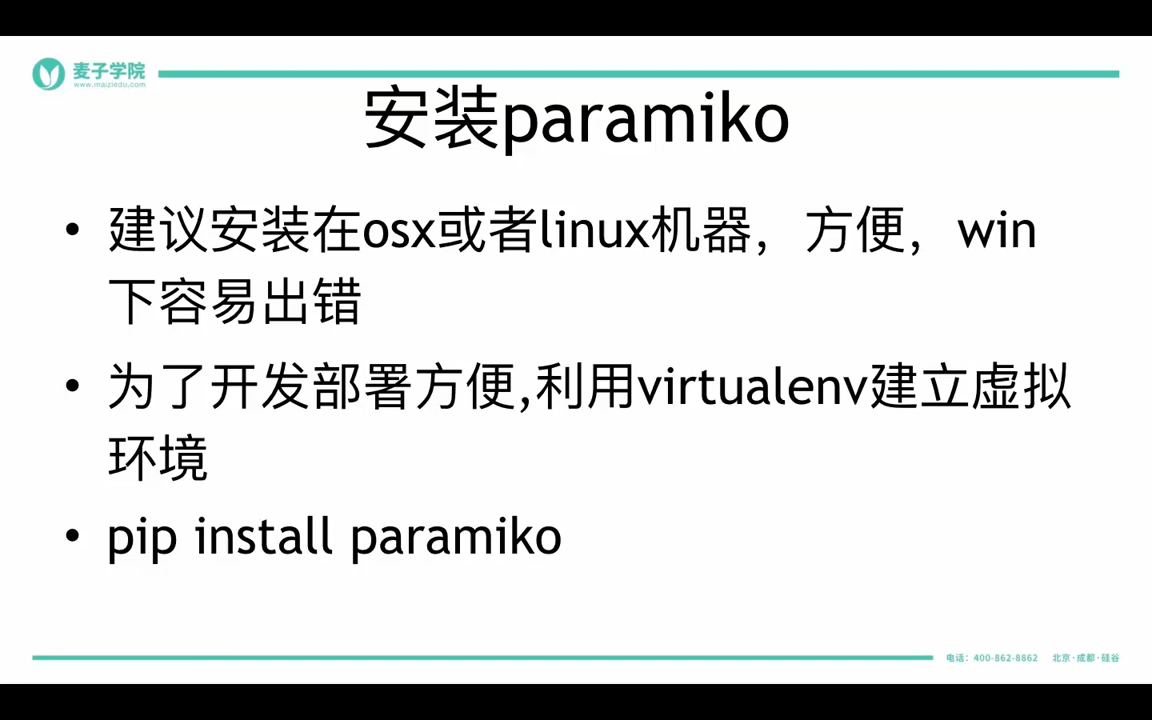 麦子学院
www.maiziedu.com
安装paramiko
• 建议安装在osx或者linux机器，方便，win
下容易出错
• 为了开发部署方便,利用virtualenv建立虚拟
环境
• pip install paramiko
电话：400-862-8862 北京·成都·硅谷